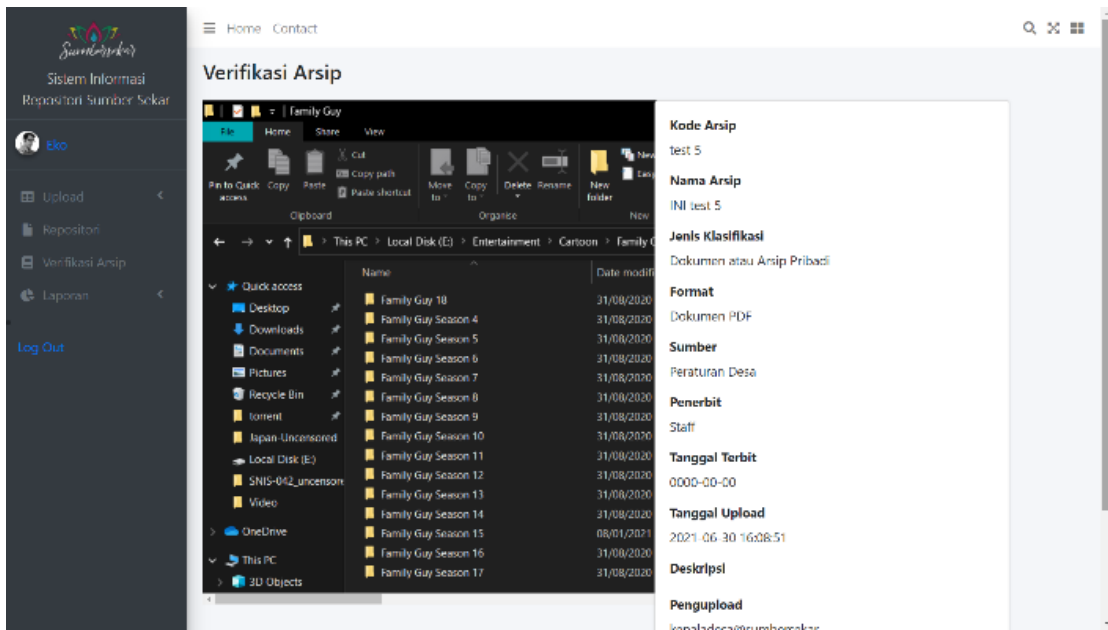 Sumbersekar
Sistem Informasi
Repositori Sumber Sekar
Eko
Upload
Repositori
Verifikasi Arsip
Laporan
Log Out
Home Contact
Verifikasi Arsip
Family Guy
File Home Share View
Pin to Quick access
Copy
Paste
Cut
Copy path
Paste shortcut
Move to
Copy to
Delete
Rename
New folder
New
Easy
Clipboard
Organise
New
This PC > Local Disk (E:) > Entertainment > Cartoon > Family G
Name
Date modifi
Quick access
Desktop
Downloads
Documents
Pictures
Recycle Bin
torrent
Japan-Uncensored
Local Disk (E:)
SNIS-042_uncensore
Video
OneDrive
This PC
3D Objects
Family Guy 18 31/08/2020
Family Guy Season 4 31/08/2020
Family Guy Season 5 31/08/2020
Family Guy Season 6 31/08/2020
Family Guy Season 7 31/08/2020
Family Guy Season 8 31/08/2020
Family Guy Season 9 31/08/2020
Family Guy Season 10 31/08/2020
Family Guy Season 11 31/08/2020
Family Guy Season 12 31/08/2020
Family Guy Season 13 31/08/2020
Family Guy Season 14 31/08/2020
Family Guy Season 15 08/01/2021
Family Guy Season 16 31/08/2020
Family Guy Season 17 31/08/2020
Kode Arsip
test 5
Nama Arsip
INI test 5
Jenis Klasifikasi
Dokumen atau Arsip Pribadi
Format
Dokumen PDF
Sumber
Peraturan Desa
Penerbit
Staff
Tanggal Terbit
0000-00-00
Tanggal Upload
2021-06-30 16:08:51
Deskripsi
Pengupload
kepaladesa@sumbersekar